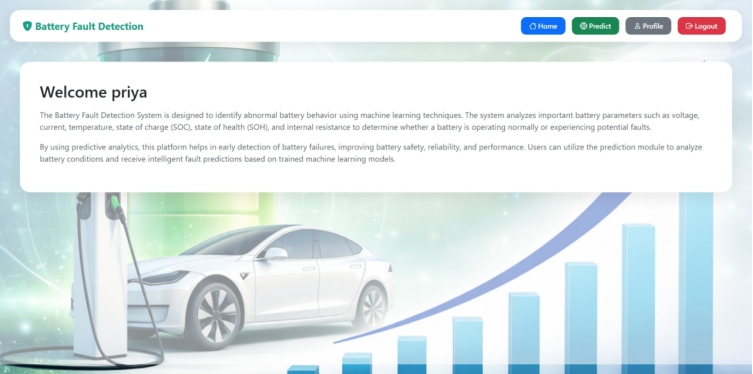 Battery Fault Detection
Home
Predict
Profile
Logout
Welcome priya
The Battery Fault Detection System is designed to identify abnormal battery behavior using machine learning techniques. The system analyzes important battery parameters such as voltage,
current, temperature, state of charge (SOC), state of health (SOH), and internal resistance to determine whether a battery is operating normally or experiencing potential faults.
By using predictive analytics, this platform helps in early detection of battery failures, improving battery safety, reliability, and performance. Users can utilize the prediction module to analyze
battery conditions and receive intelligent fault predictions based on trained machine learning models.